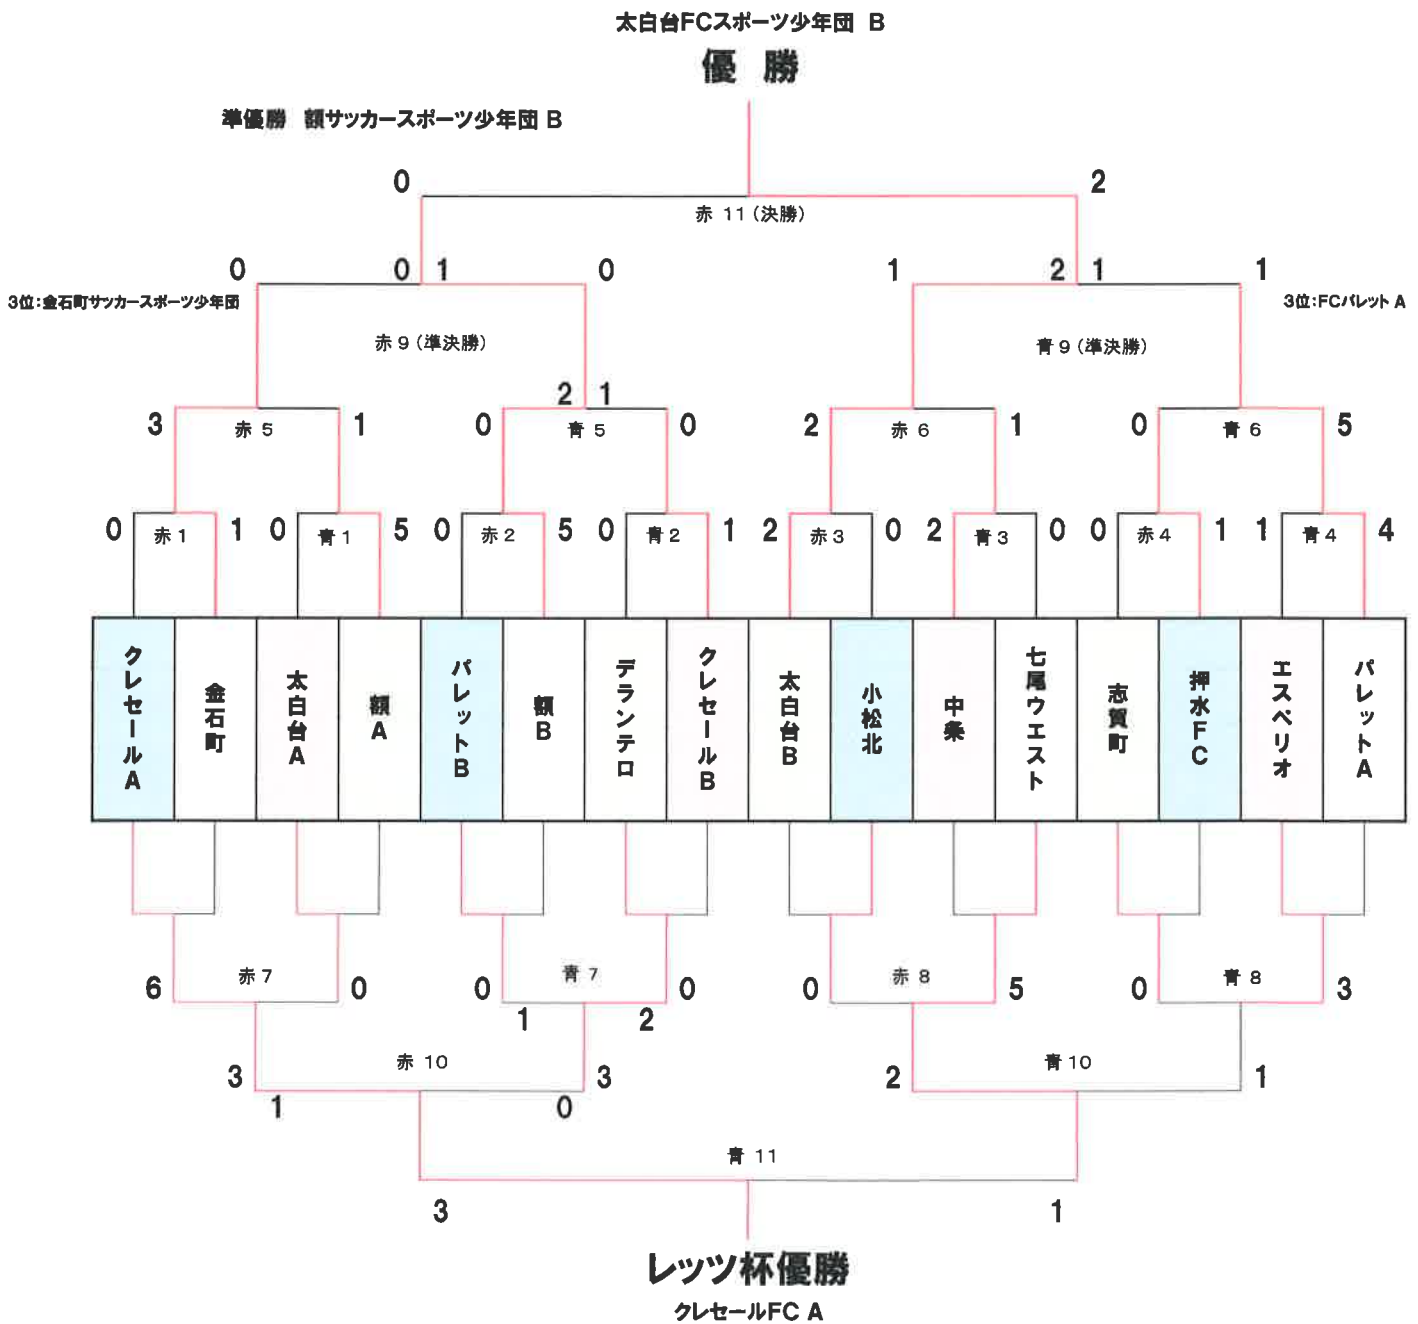 太白台FCスポーツ少年団 B
優 勝
準優勝 額サッカースポーツ少年団 B
0 2
赤 11 (決勝)
0 0 1 0 1 2 1 1
3位:金石町サッカースポーツ少年団 3位:FCパレット A
赤 9 (準決勝) 青 9 (準決勝)
2 1
3 赤 5 1 0 青 5 0 2 赤 6 1 0 青 6 5
0 赤 1 1 0 青 1 5 0 赤 2 5 0 青 2 1 2 赤 3 0 2 青 3 0 0 赤 4 1 1 青 4 4
クレセールA
金石町
太白台A
額A
パレットB
額B
デランテロ
クレセールB
太白台B
小松北
中条
七尾ウエスト
志賀町
押水FC
エスペリオ
パレットA
6 赤 7 0 0 青 7 0 0 赤 8 5 0 青 8 3
1 2
3 赤 10 3 2 青 10 1
1 0
青 11
3 1
レッツ杯優勝
クレセールFC A